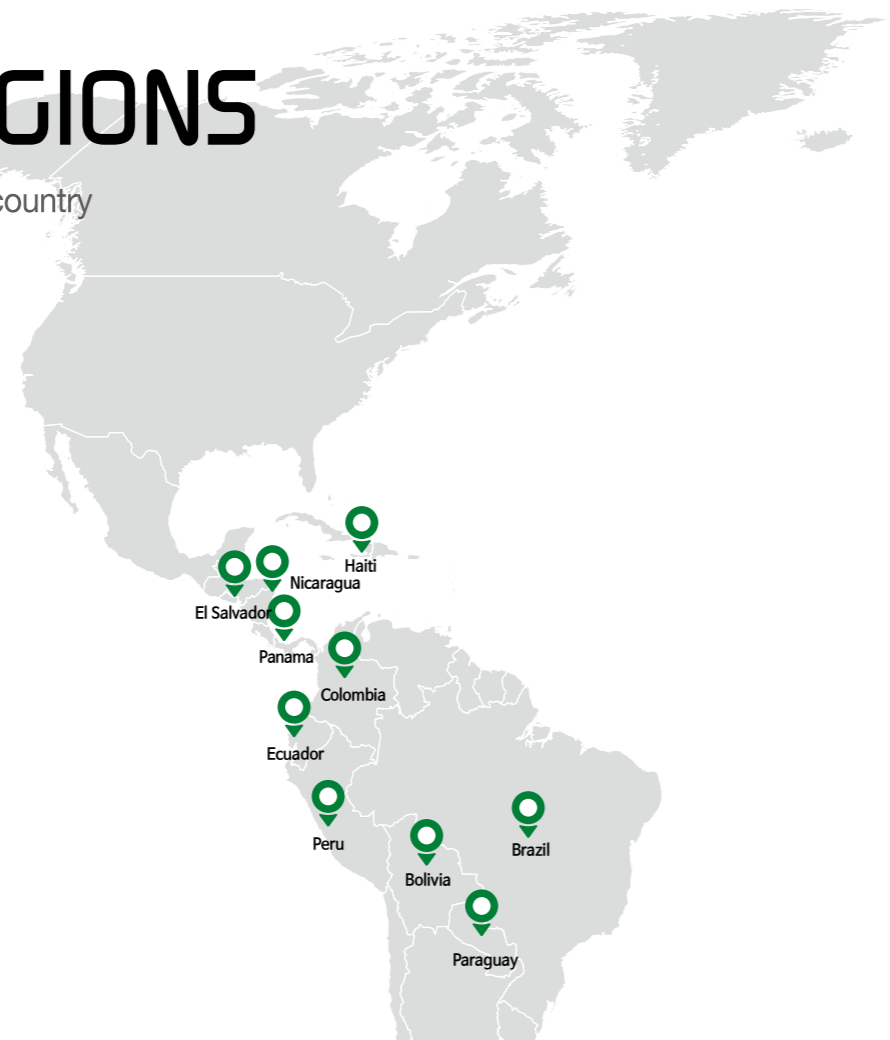 GIONS
country
Haiti
Nicaragua
El Salvador
Panama
Colombia
Ecuador
Peru
Brazil
Bolivia
Paraguay